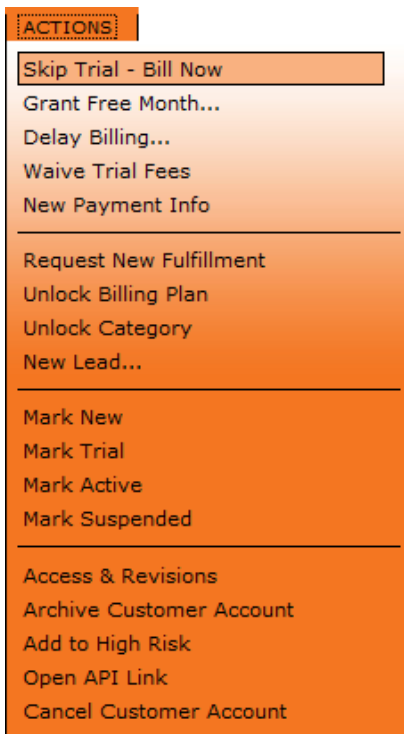 ACTIONS
Skip Trial - Bill Now
Grant Free Month...
Delay Billing...
Waive Trial Fees
New Payment Info
Request New Fulfillment
Unlock Billing Plan
Unlock Category
New Lead...
Mark New
Mark Trial
Mark Active
Mark Suspended
Access & Revisions
Archive Customer Account
Add to High Risk
Open API Link
Cancel Customer Account